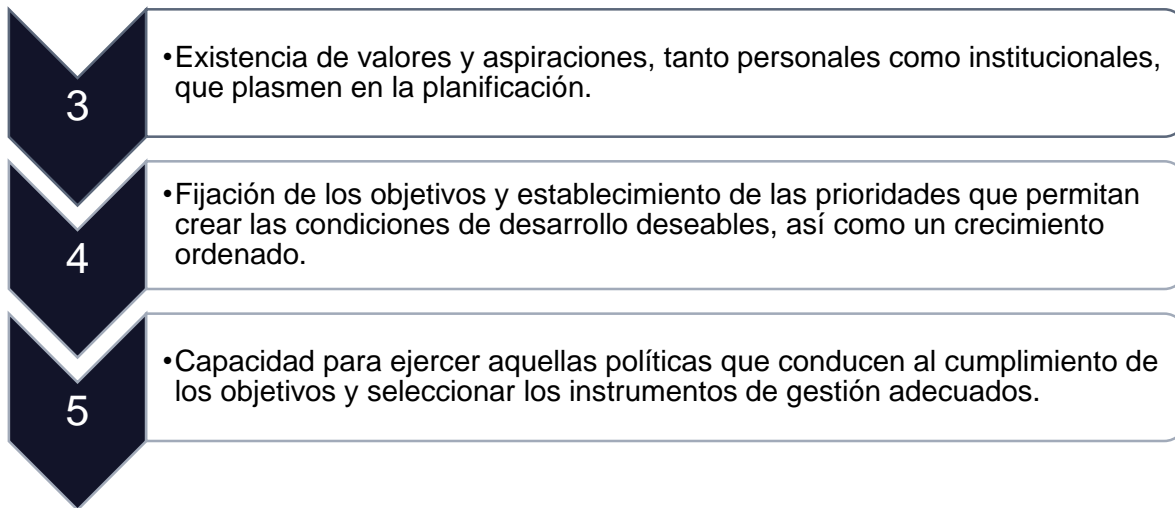 3
•Existencia de valores y aspiraciones, tanto personales como institucionales,
que plasmen en la planificación.
4
•Fijación de los objetivos y establecimiento de las prioridades que permitan
crear las condiciones de desarrollo deseables, así como un crecimiento
ordenado.
5
•Capacidad para ejercer aquellas políticas que conducen al cumplimiento de
los objetivos y seleccionar los instrumentos de gestión adecuados.